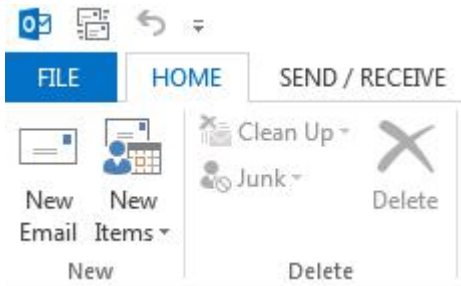 FILE HOME SEND / RECEIVE
New Email
New Items
Clean Up
Junk
Delete
New Delete